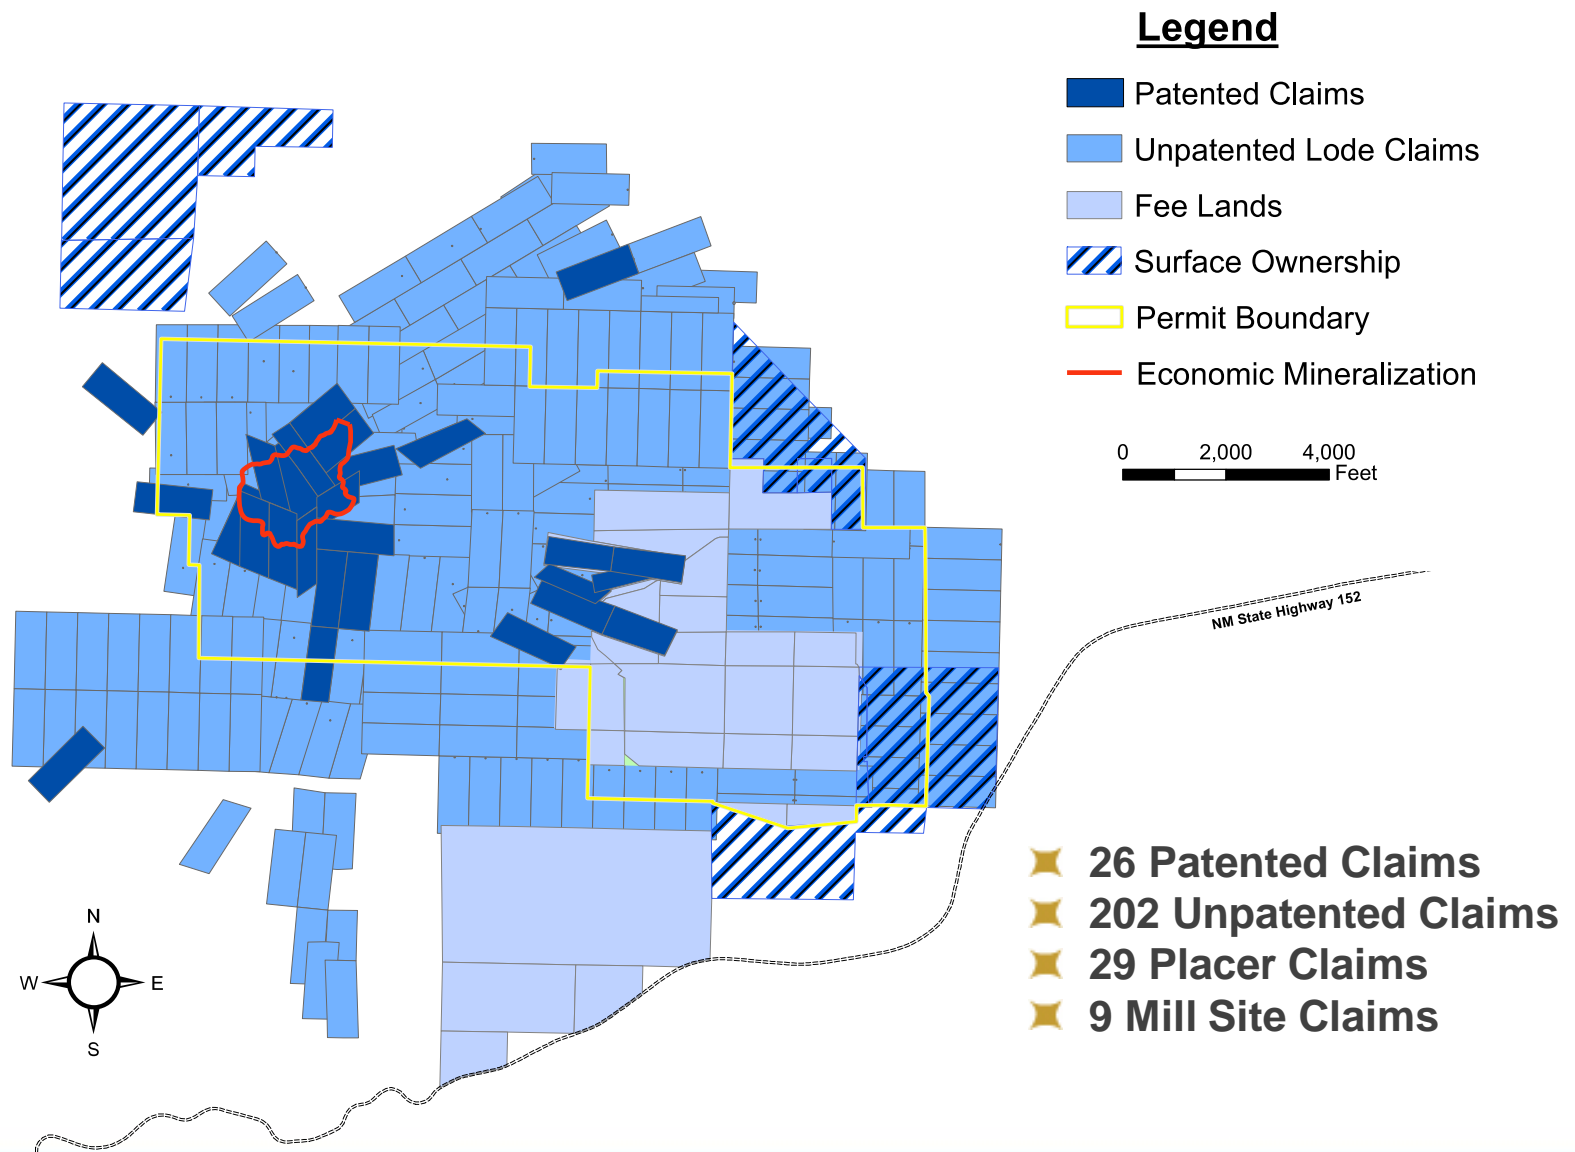 Legend
Patented Claims
Unpatented Lode Claims
Fee Lands
Surface Ownership
Permit Boundary
Economic Mineralization
0 2,000 4,000
Feet
NM State Highway 152
26 Patented Claims
202 Unpatented Claims
29 Placer Claims
9 Mill Site Claims
N
W E
S